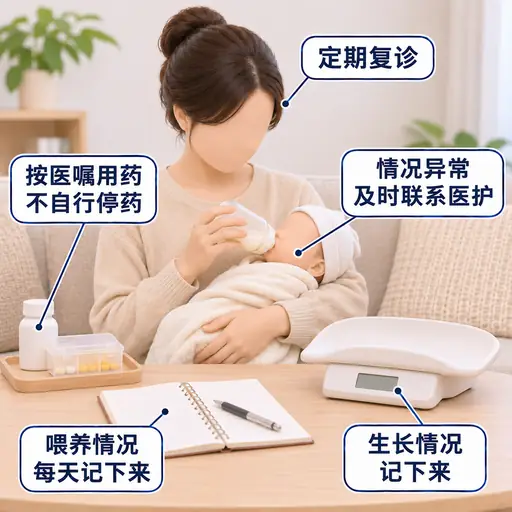 定期复诊
按医嘱用药
不自行停药
情况异常
及时联系医护
喂养情况
每天记下来
生长情况
记下来